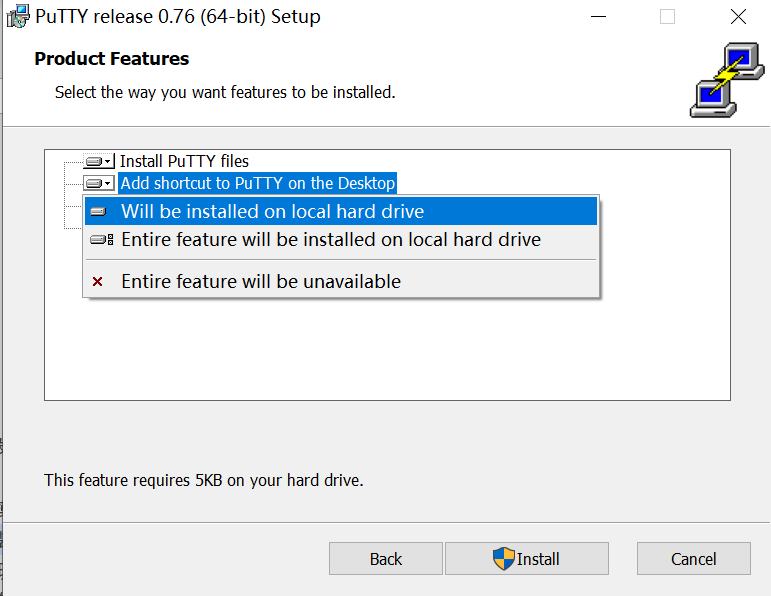 PuTTY release 0.76 (64-bit) Setup
Product Features
Select the way you want features to be installed.
Install PuTTY files
Add shortcut to PuTTY on the Desktop
Will be installed on local hard drive
Entire feature will be installed on local hard drive
Entire feature will be unavailable
This feature requires 5KB on your hard drive.
Back
Install
Cancel